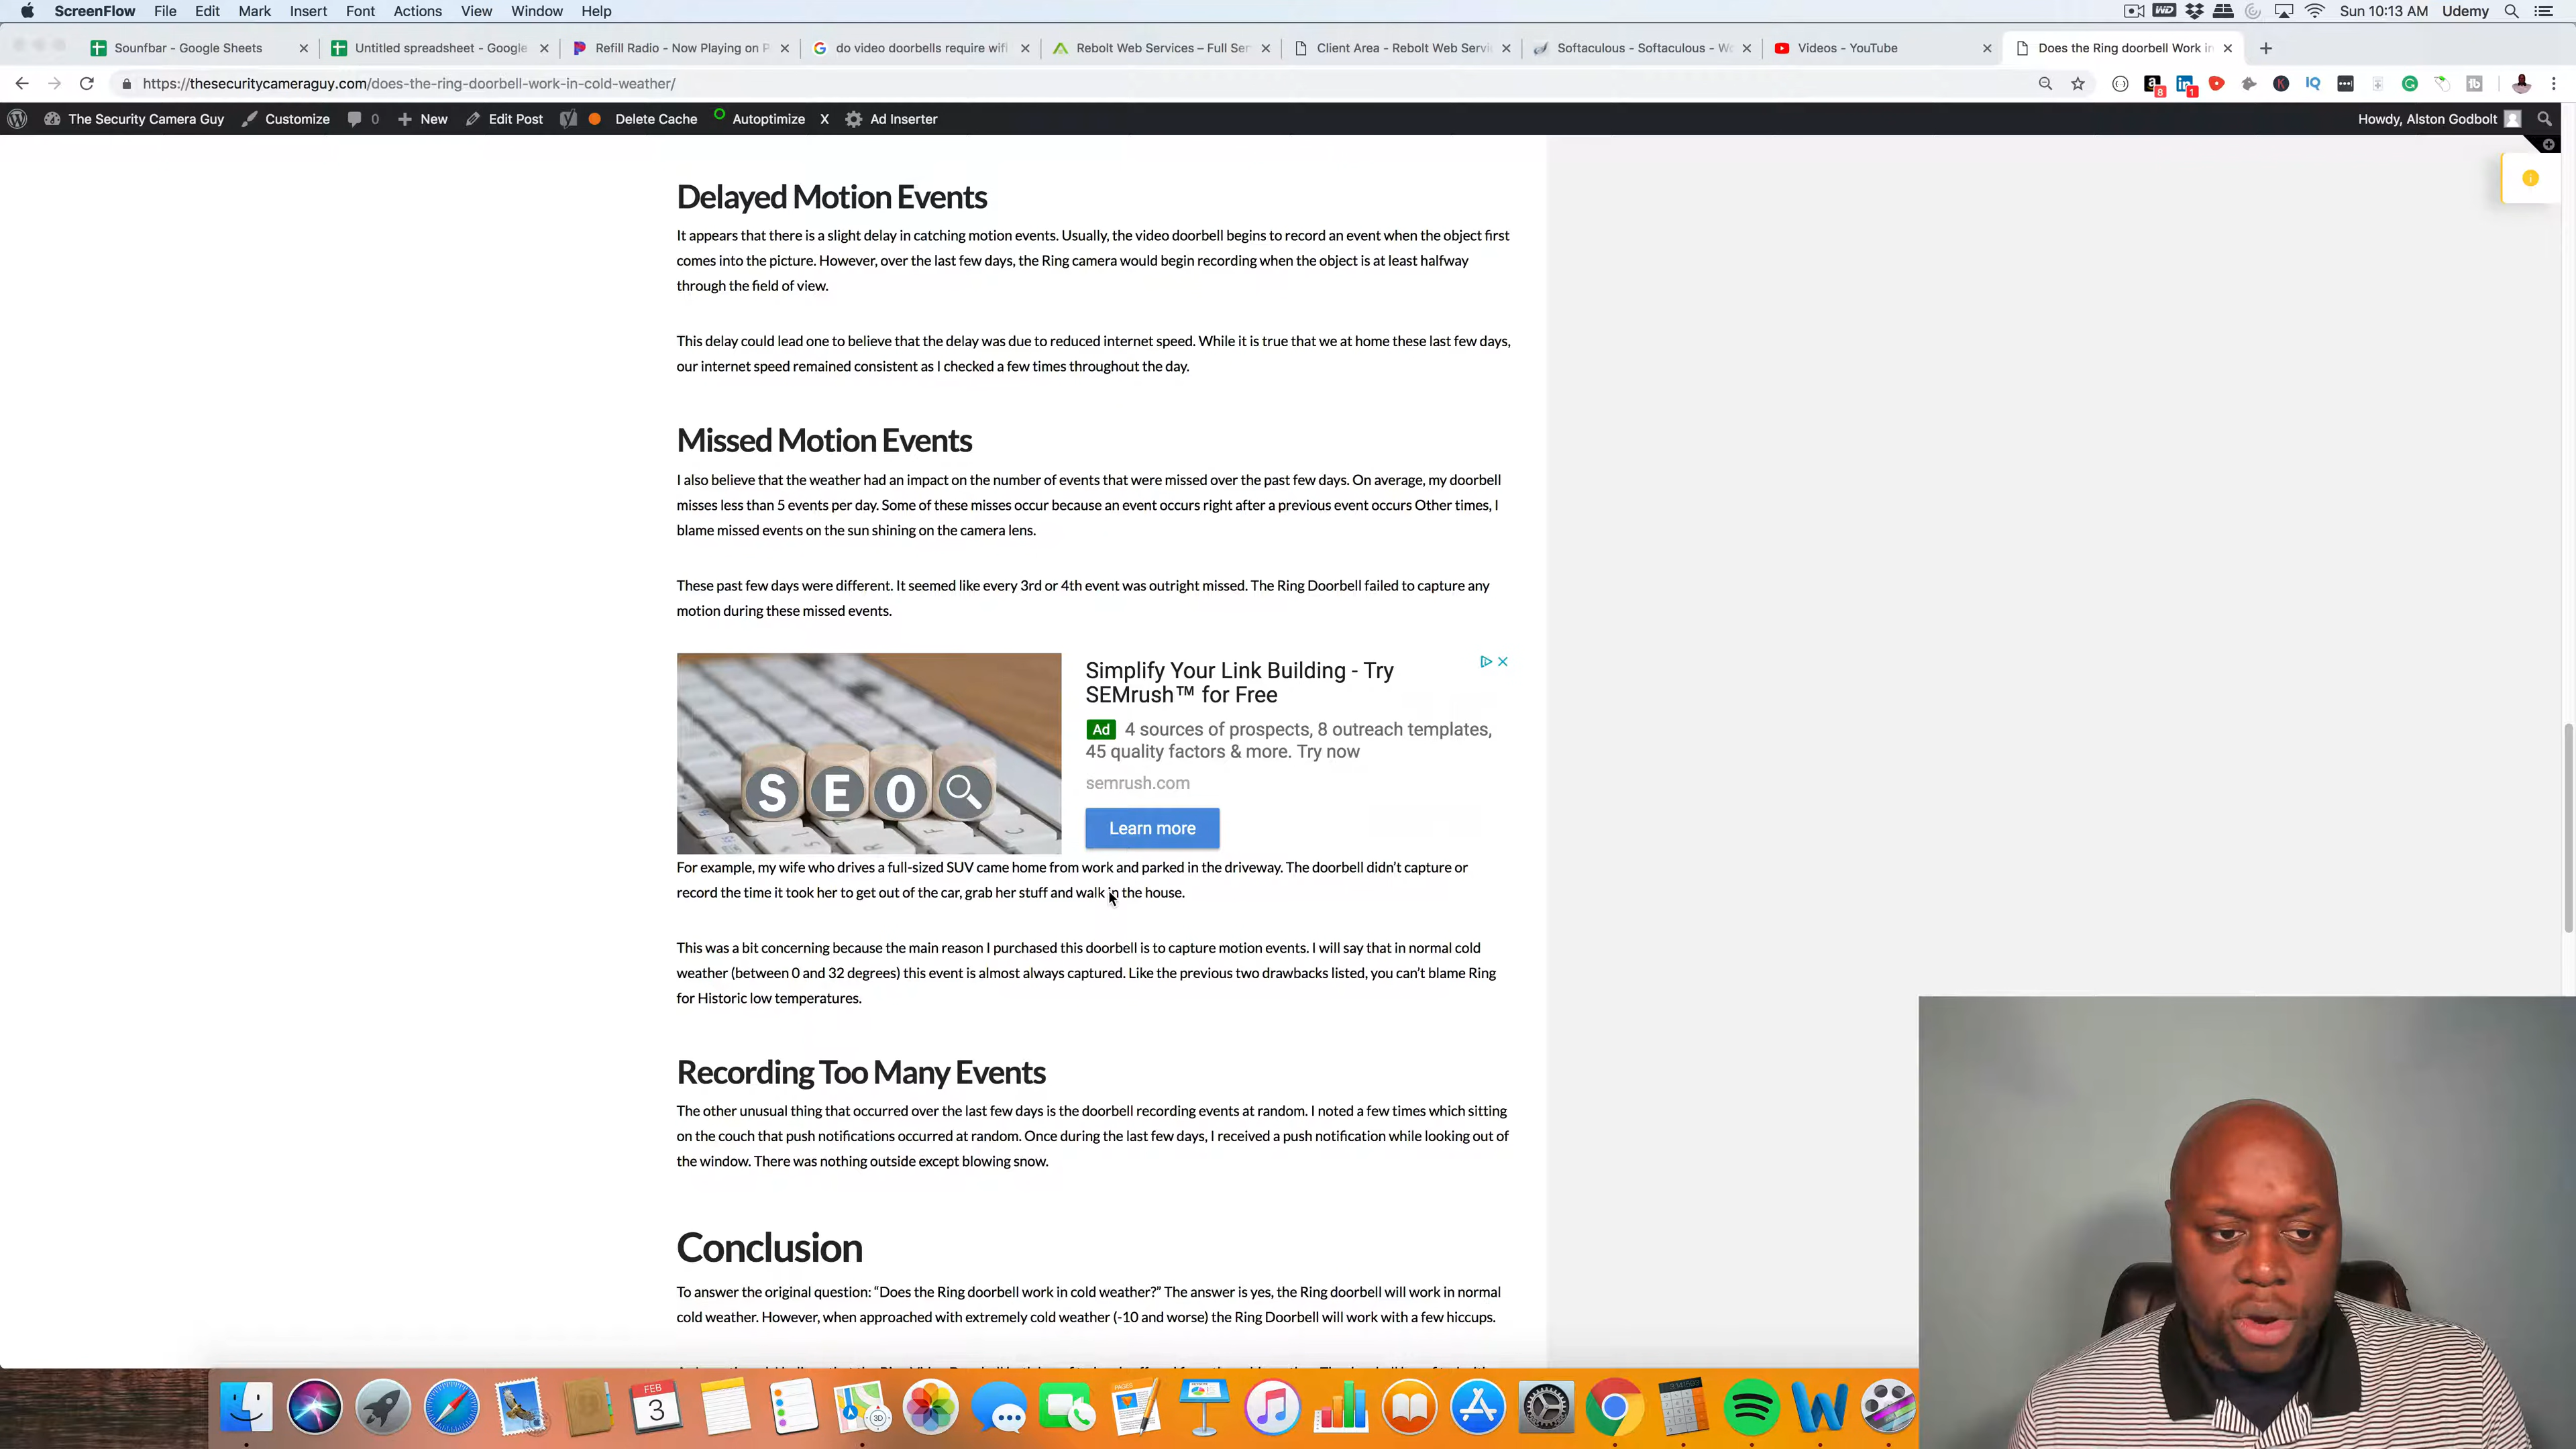 ScreenFlow File Edit Mark Insert Font Actions View Window Help
WD Sun 10:13 AM Udemy
Sounfbar - Google Sheets
Untitled spreadsheet - Google
Refill Radio - Now Playing on P
do video doorbells require wifi
Rebolt Web Services – Full Ser
Client Area - Rebolt Web Servi
Softaculous - Softaculous - Wo
Videos - YouTube
Does the Ring doorbell Work in
https://thesecuritycameraguy.com/does-the-ring-doorbell-work-in-cold-weather/
8 1 IQ
The Security Camera Guy Customize 0 New Edit Post Delete Cache Autoptimize X Ad Inserter Howdy, Alston Godbolt
Delayed Motion Events
It appears that there is a slight delay in catching motion events. Usually, the video doorbell begins to record an event when the object first
comes into the picture. However, over the last few days, the Ring camera would begin recording when the object is at least halfway
through the field of view.
This delay could lead one to believe that the delay was due to reduced internet speed. While it is true that we at home these last few days,
our internet speed remained consistent as I checked a few times throughout the day.
Missed Motion Events
I also believe that the weather had an impact on the number of events that were missed over the past few days. On average, my doorbell
misses less than 5 events per day. Some of these misses occur because an event occurs right after a previous event occurs Other times, I
blame missed events on the sun shining on the camera lens.
These past few days were different. It seemed like every 3rd or 4th event was outright missed. The Ring Doorbell failed to capture any
motion during these missed events.
SEO
Simplify Your Link Building - Try
SEMrush™ for Free
Ad 4 sources of prospects, 8 outreach templates,
45 quality factors & more. Try now
semrush.com
Learn more
For example, my wife who drives a full-sized SUV came home from work and parked in the driveway. The doorbell didn't capture or
record the time it took her to get out of the car, grab her stuff and walk in the house.
This was a bit concerning because the main reason I purchased this doorbell is to capture motion events. I will say that in normal cold
weather (between 0 and 32 degrees) this event is almost always captured. Like the previous two drawbacks listed, you can't blame Ring
for Historic low temperatures.
Recording Too Many Events
The other unusual thing that occurred over the last few days is the doorbell recording events at random. I noted a few times which sitting
on the couch that push notifications occurred at random. Once during the last few days, I received a push notification while looking out of
the window. There was nothing outside except blowing snow.
Conclusion
To answer the original question: “Does the Ring doorbell work in cold weather?” The answer is yes, the Ring doorbell will work in normal
cold weather. However, when approached with extremely cold weather (-10 and worse) the Ring Doorbell will work with a few hiccups.
FEB
3
3D
PAGES